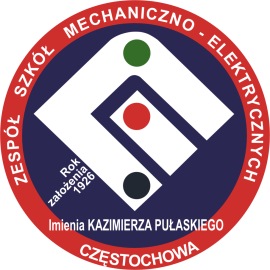 ZESPÓŁ SZKÓŁ MECHANICZNO - ELEKTRYCZNYCH
Rok
założenia
1926
Imienia KAZIMIERZA PUŁASKIEGO
CZĘSTOCHOWA